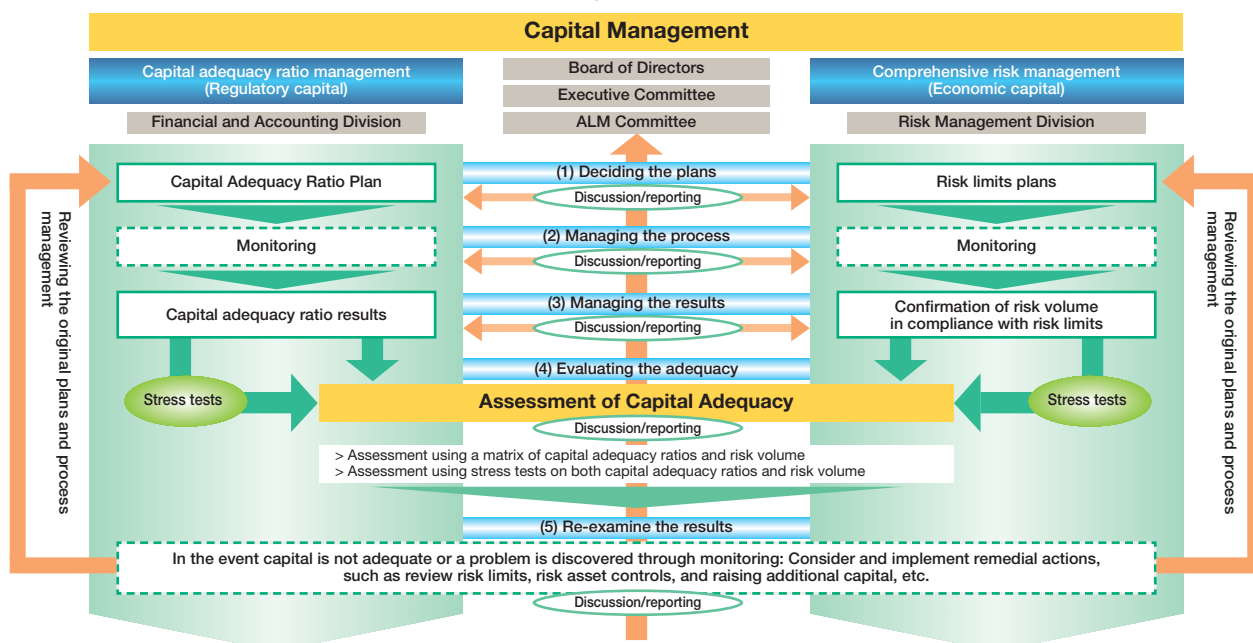 Capital Management
Capital adequacy ratio management
(Regulatory capital)
Financial and Accounting Division
Board of Directors
Executive Committee
ALM Committee
Comprehensive risk management
(Economic capital)
Risk Management Division
(1) Deciding the plans
Capital Adequacy Ratio Plan
Discussion/reporting
Risk limits plans
(2) Managing the process
Monitoring
Discussion/reporting
Monitoring
(3) Managing the results
Capital adequacy ratio results
Discussion/reporting
Confirmation of risk volume
in compliance with risk limits
(4) Evaluating the adequacy
Stress tests
Assessment of Capital Adequacy
Stress tests
Discussion/reporting
> Assessment using a matrix of capital adequacy ratios and risk volume
> Assessment using stress tests on both capital adequacy ratios and risk volume
(5) Re-examine the results
In the event capital is not adequate or a problem is discovered through monitoring: Consider and implement remedial actions,
such as review risk limits, risk asset controls, and raising additional capital, etc.
Discussion/reporting
Reviewing the original plans and process
management
Reviewing the original plans and process
management